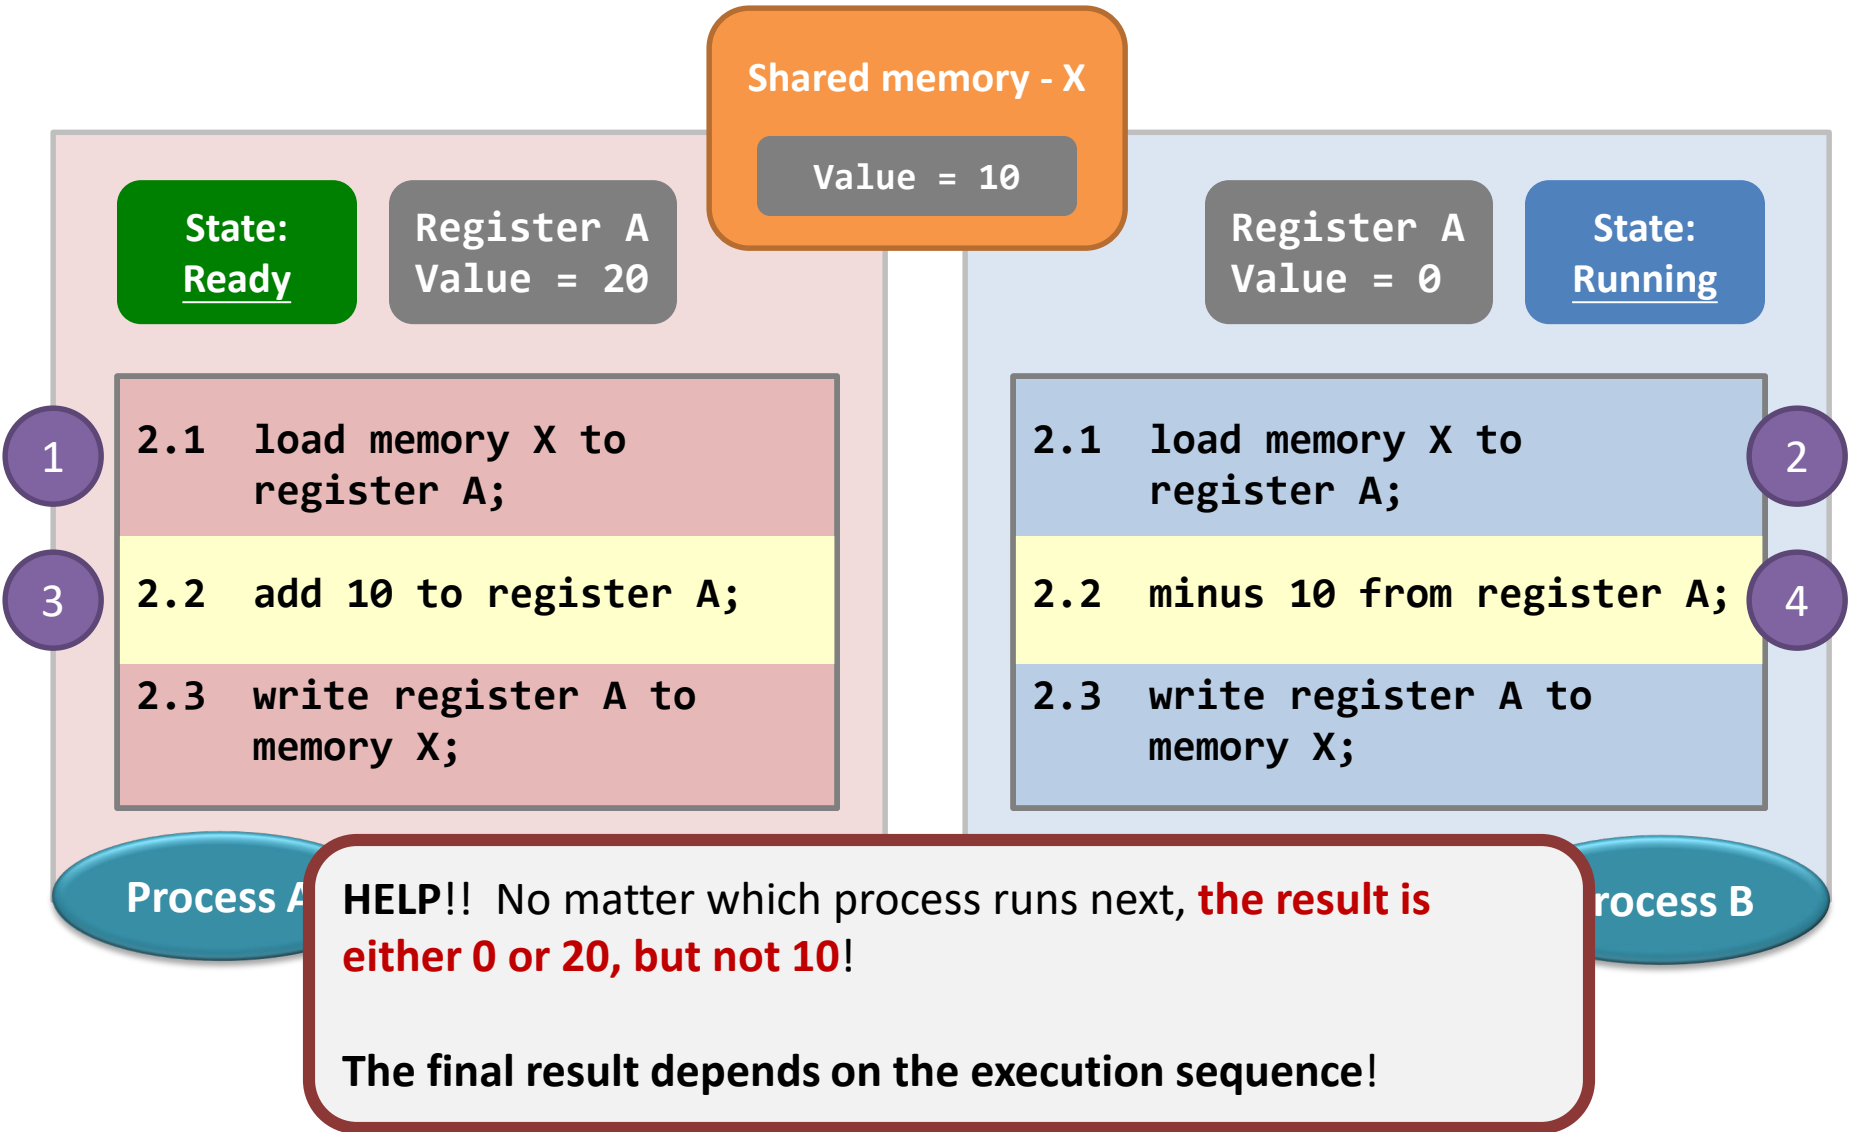 Shared memory - X
Value = 10
State:
Ready
Register A
Value = 20
Register A
Value = 0
State:
Running
1
2.1 load memory X to
register A;
3
2.2 add 10 to register A;
2.3 write register A to
memory X;
2.1 load memory X to
register A;
2
2.2 minus 10 from register A;
4
2.3 write register A to
memory X;
Process A
rocess B
HELP!! No matter which process runs next, the result is
either 0 or 20, but not 10!
The final result depends on the execution sequence!